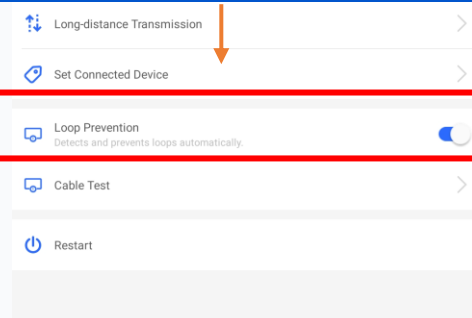 Long-distance Transmission
Set Connected Device
Loop Prevention
Detects and prevents loops automatically.
Cable Test
Restart